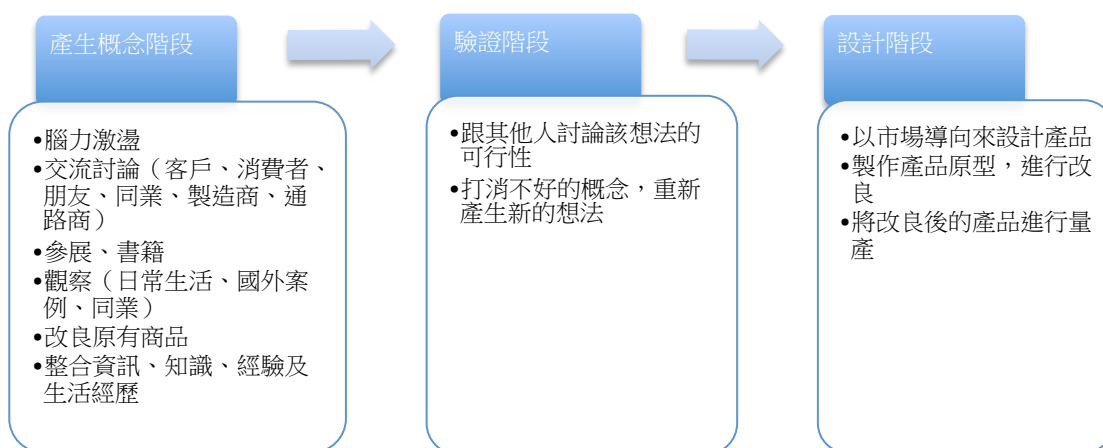 產生概念階段
•腦力激盪
•交流討論（客戶、消費者、
朋友、同業、製造商、通
路商）
•參展、書籍
•觀察（日常生活、國外案
例、同業）
•改良原有商品
•整合資訊、知識、經驗及
生活經歷
驗證階段
•跟其他人討論該想法的
可行性
•打消不好的概念，重新
產生新的想法
設計階段
•以市場導向來設計產品
•製作產品原型，進行改
良
•將改良後的產品進行量
產